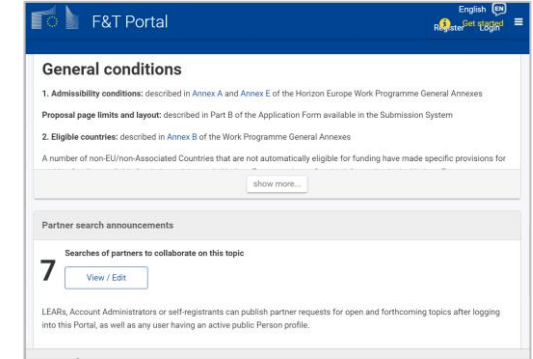 English EN
F&T Portal
Register Login
Get started
General conditions
1. Admissibility conditions: described in Annex A and Annex E of the Horizon Europe Work Programme General Annexes
Proposal page limits and layout: described in Part B of the Application Form available in the Submission System
2. Eligible countries: described in Annex B of the Work Programme General Annexes
A number of non-EU/non-Associated Countries that are not automatically eligible for funding have made specific provisions for
show more...
Partner search announcements
Searches of partners to collaborate on this topic
7
View / Edit
LEARs, Account Administrators or self-registrants can publish partner requests for open and forthcoming topics after logging
into this Portal, as well as any user having an active public Person profile.